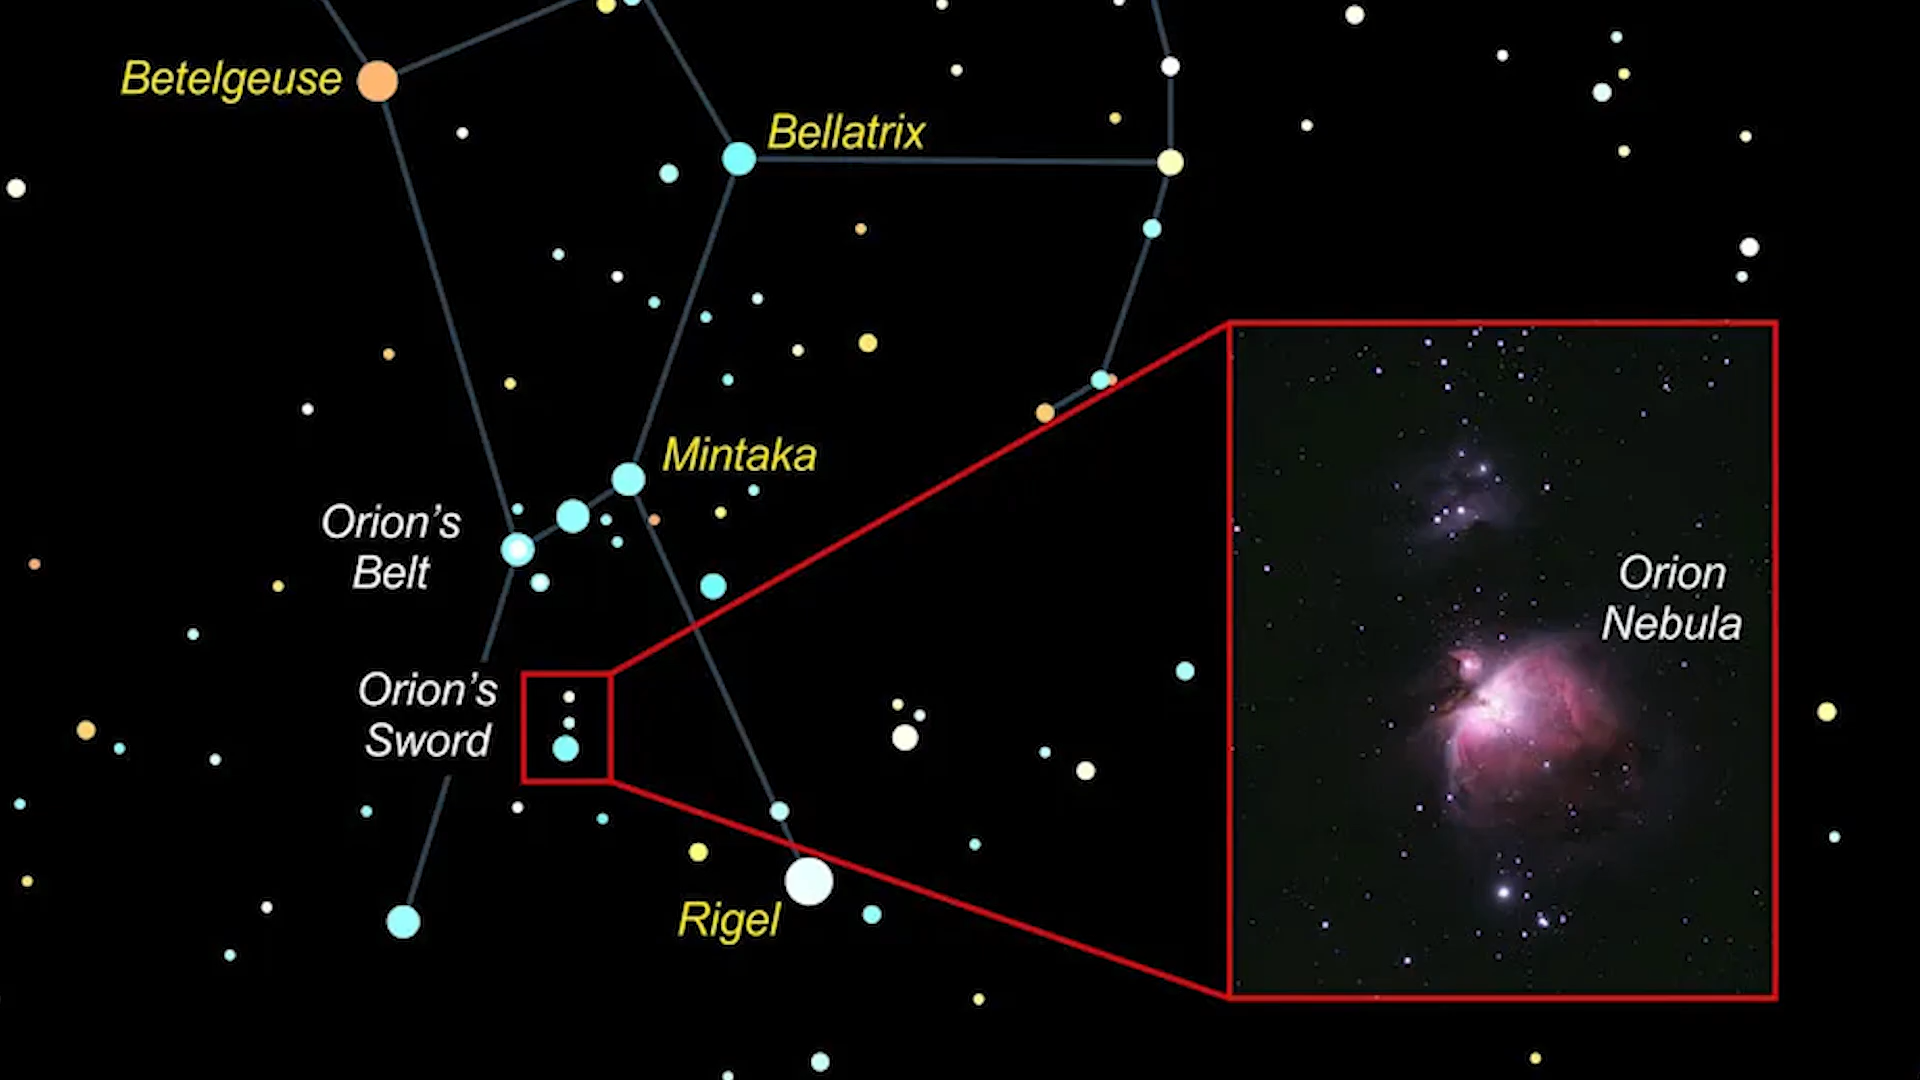 Betelgeuse
Bellatrix
Mintaka
Orion’s
Belt
Orion
Nebula
Orion’s
Sword
Rigel